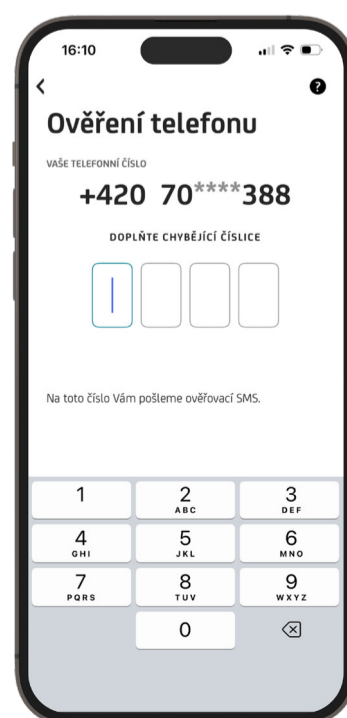 16:10
?
Ověření telefonu
VAŠE TELEFONNÍ ČÍSLO
+420 70****388
DOPLŇTE CHYBĚJÍCÍ ČÍSLICE
Na toto číslo Vám pošleme ověřovací SMS.
1 2 3
ABC DEF
4 5 6
GHI JKL MNO
7 8 9
PQRS TUV WXYZ
0